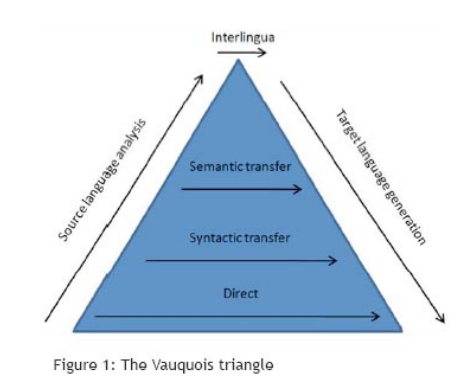 Interlingua
Source language analysis
Target language generation
Semantic transfer
Syntactic transfer
Direct
Figure 1: The Vauquois triangle